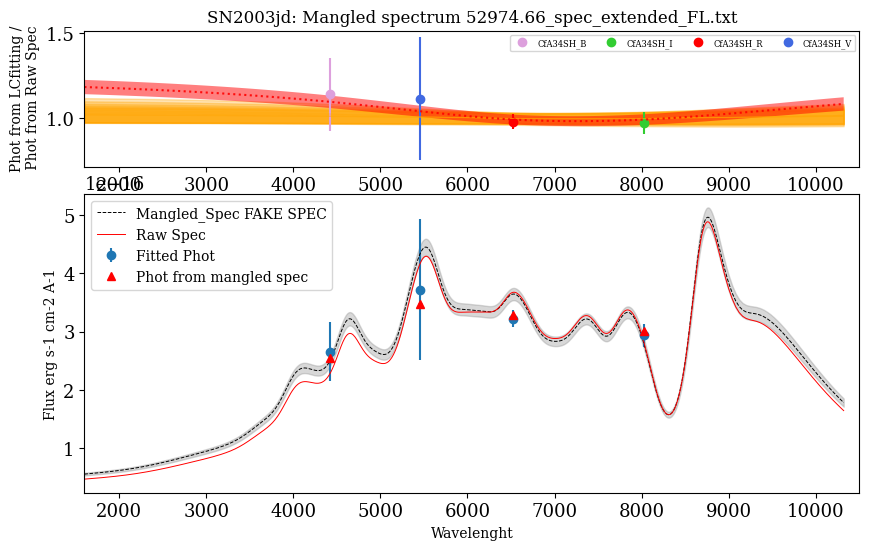 SN2003jd: Mangled spectrum 52974.66_spec_extended_FL.txt
Phot from LCfitting /
Phot from Raw Spec
1.5
1.0
CfA34SH_B
CfA34SH_I
CfA34SH_R
CfA34SH_V
2000 3000 4000 5000 6000 7000 8000 9000 10000
1e−16
Flux erg s-1 cm-2 A-1
5
4
3
2
1
Mangled_Spec FAKE SPEC
Raw Spec
Fitted Phot
Phot from mangled spec
2000 3000 4000 5000 6000 7000 8000 9000 10000
Wavelenght